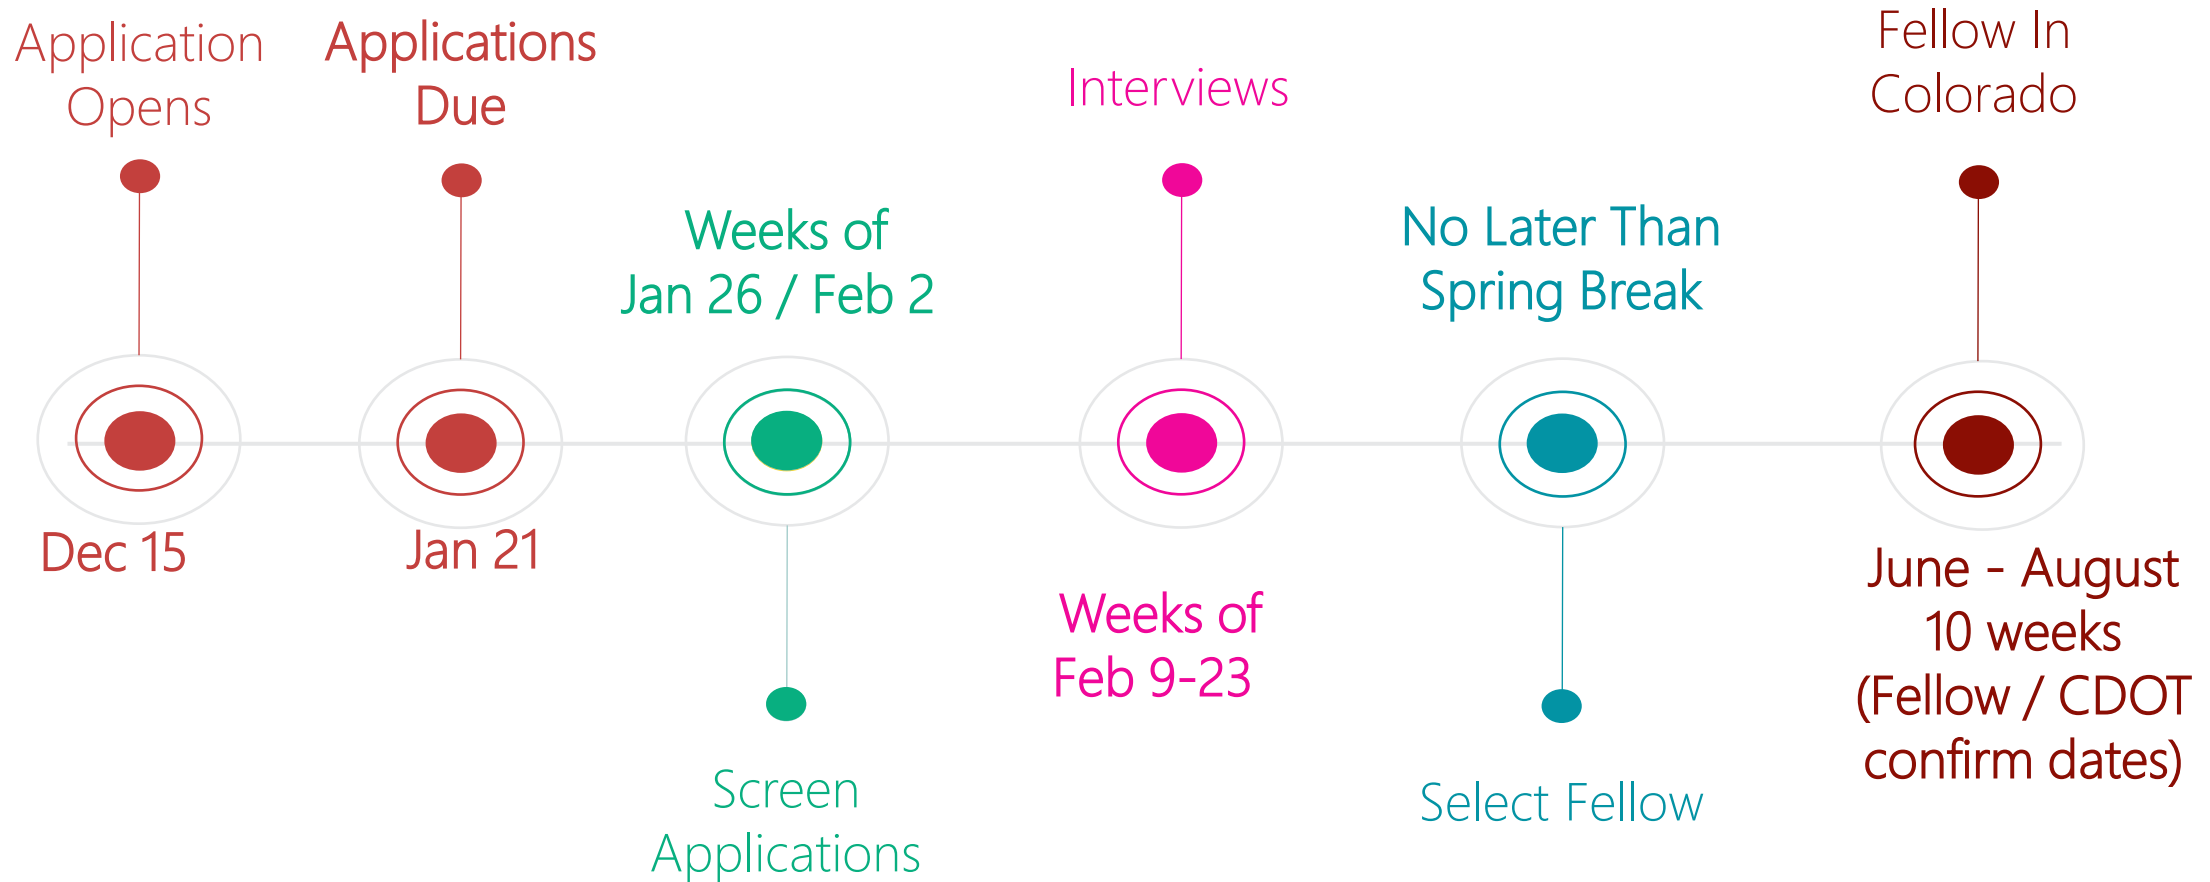 Application
Opens
Dec 15
Applications
Due
Jan 21
Weeks of
Jan 26 / Feb 2
Screen
Applications
Interviews
Weeks of
Feb 9-23
No Later Than
Spring Break
Select Fellow
Fellow In
Colorado
June - August
10 weeks
(Fellow / CDOT
confirm dates)